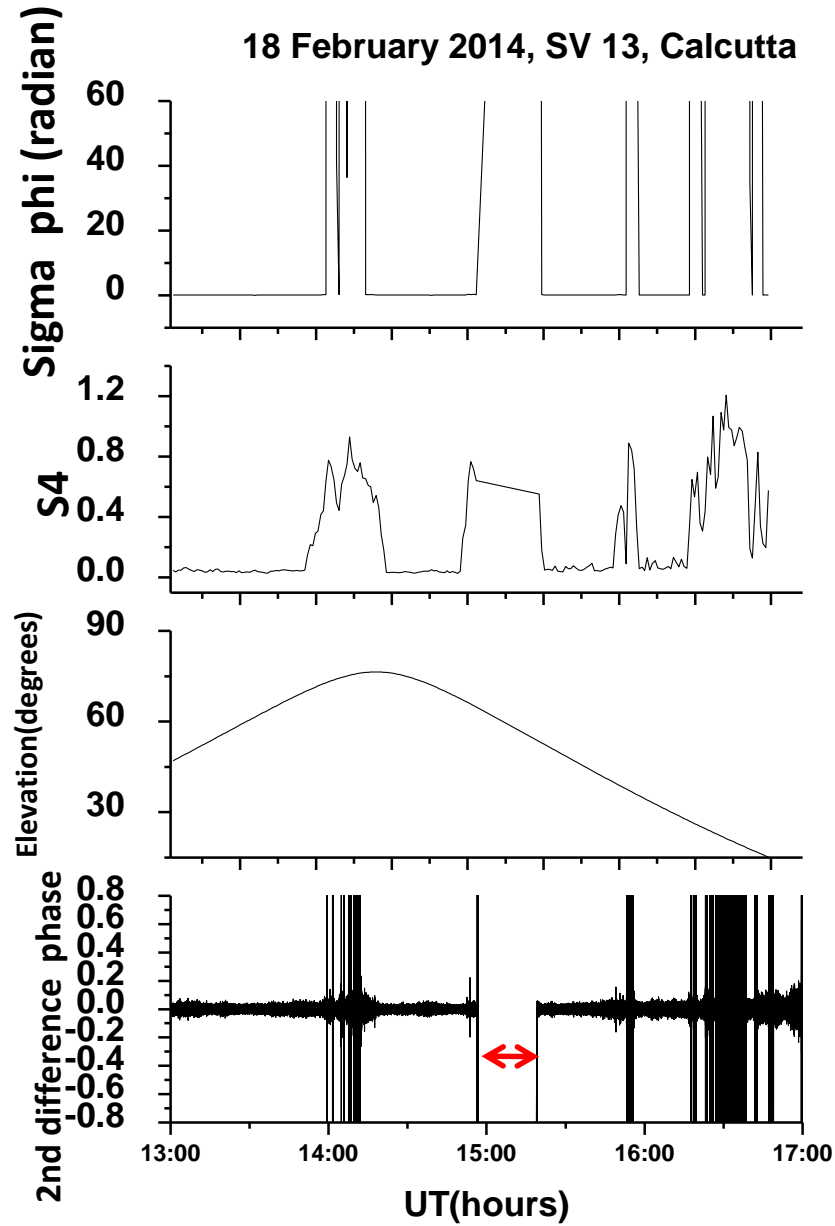 18 February 2014, SV 13, Calcutta
Sigma phi (radian)
60
40
20
0
S4
1.2
0.8
0.4
0.0
Elevation(degrees)
90
60
30
2nd difference phase
0.8
0.6
0.4
0.2
0.0
-0.2
-0.4
-0.6
-0.8
13:00 14:00 15:00 16:00 17:00
UT(hours)